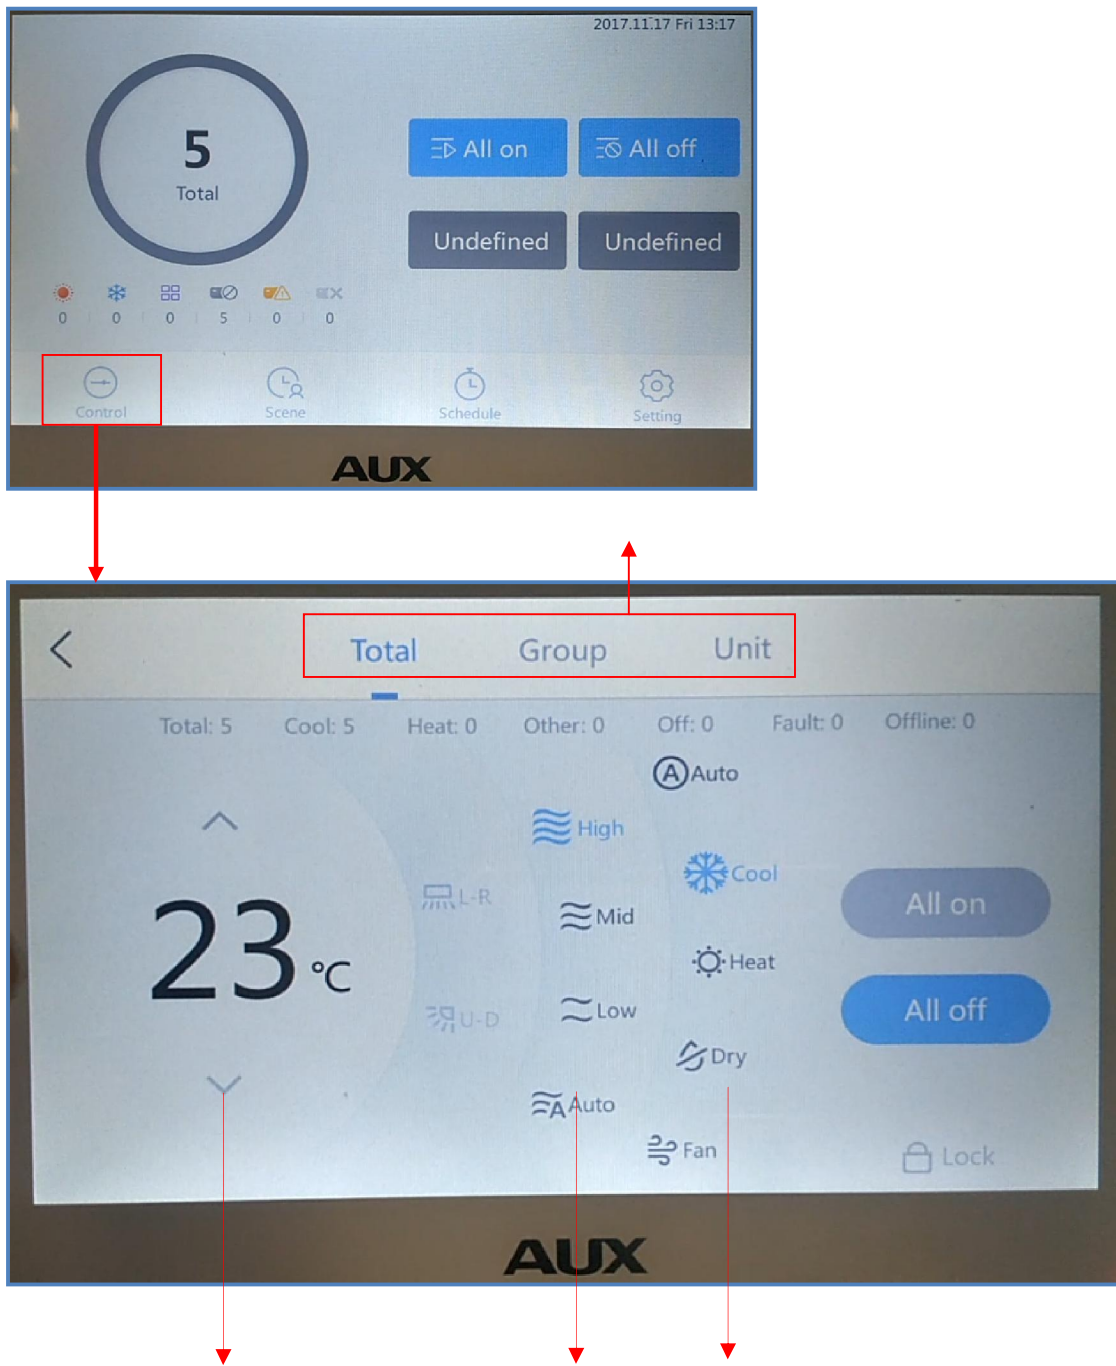 2017.11.17 Fri 13:17
5
Total
All on
All off
Undefined
Undefined
0 0 0 5 0 0
Control
Scene
Schedule
Setting
AUX
Total
Group
Unit
Total: 5
Cool: 5
Heat: 0
Other: 0
Off: 0
Fault: 0
Offline: 0
A Auto
High
Cool
L-R
All on
Mid
23 °C
Heat
Low
All off
U-D
Dry
A Auto
Fan
Lock
AUX